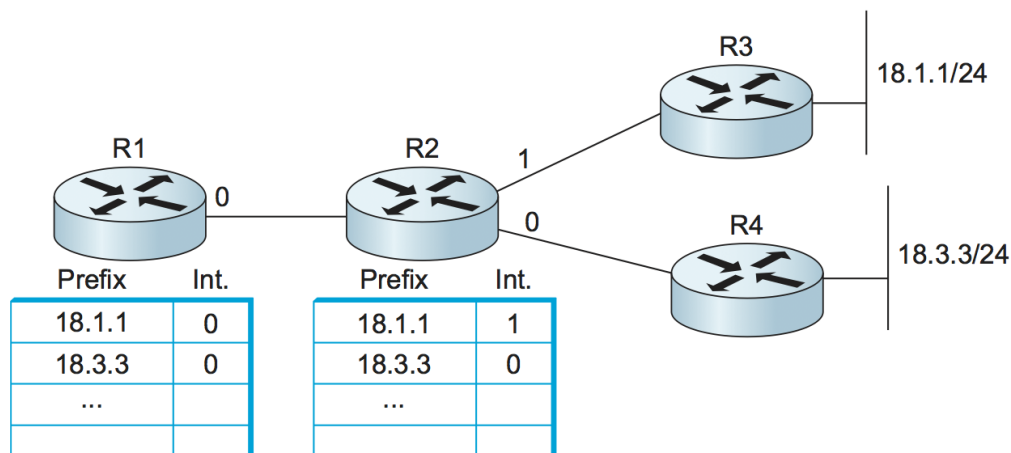 R3
18.1.1/24
R1
R2
1
0
0
R4
18.3.3/24
Prefix Int.
18.1.1 0
18.3.3 0
...
Prefix Int.
18.1.1 1
18.3.3 0
...